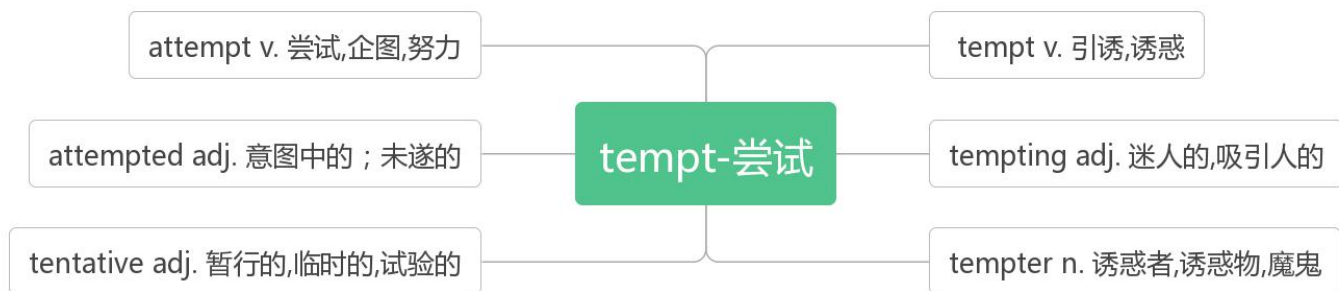 attempt v. 尝试,企图,努力
tempt v. 引诱,诱惑
attempted adj. 意图中的；未遂的
tempt-尝试
tempting adj. 迷人的,吸引人的
tentative adj. 暂行的,临时的,试验的
tempter n. 诱惑者,诱惑物,魔鬼